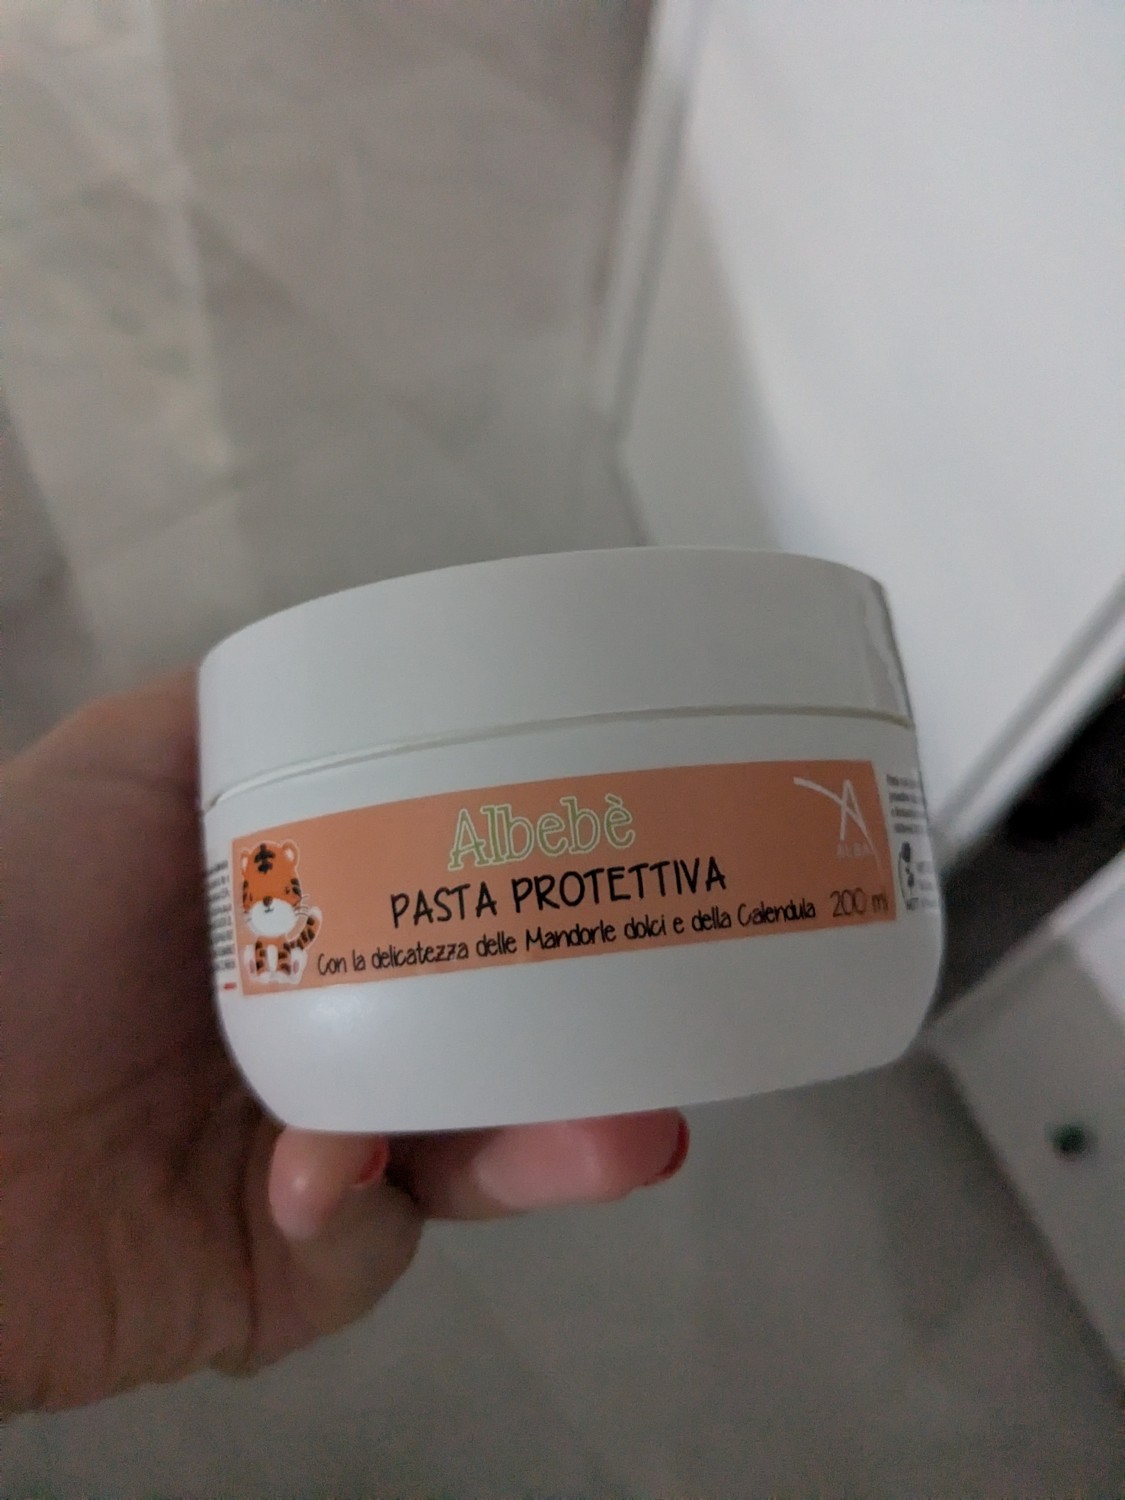 Albebè
PASTA PROTETTIVA
Con la delicatezza delle Mandorle dolci e della Calendula
200 ml
ALBA